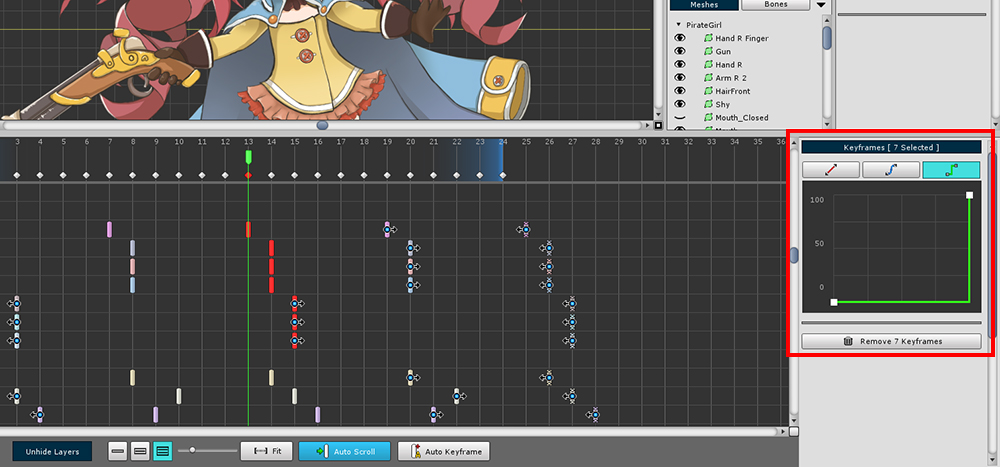 Meshes
Bones
PirateGirl
Hand R Finger
Gun
Hand R
Arm R 2
HairFront
Shy
Mouth_Closed
3 4 5 6 7 8 9 10 11 12 13 14 15 16 17 18 19 20 21 22 23 24 25 26 27 28 29 30 31 32 33 34 35 36
Keyframes [ 7 Selected ]
100
50
0
Remove 7 Keyframes
Unhide Layers
Fit
Auto Scroll
Auto Keyframe